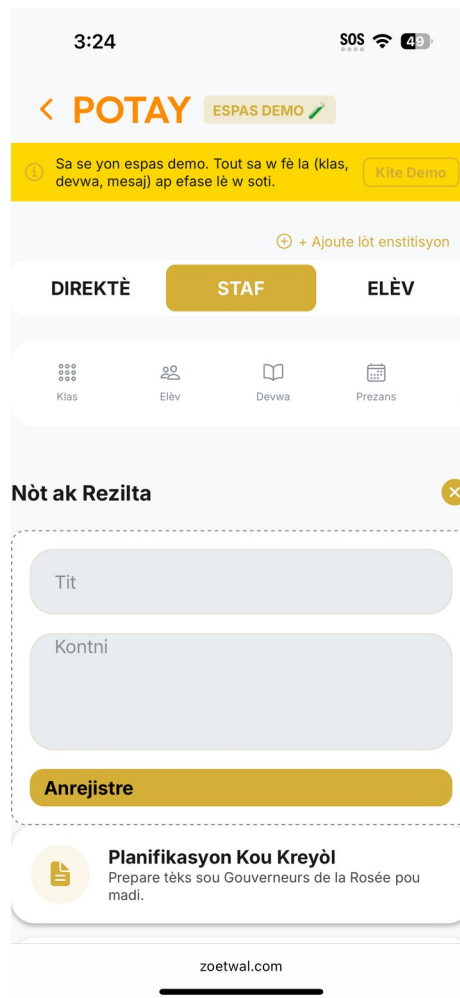 3:24
SOS
49
POTAY
ESPAS DEMO
Sa se yon espas demo. Tout sa w fè la (klas,
devwa, mesaj) ap efase lè w soti.
Kite Demo
+ Ajoute lòt enstitisyon
DIREKTÈ
STAF
ELÈV
Klas
Elèv
Devwa
Prezans
Nòt ak Rezilta
Tit
Kontni
Anrejistre
Planifikasyon Kou Kreyòl
Prepare tèks sou Gouverneurs de la Rosée pou
madi.
zoetwal.com